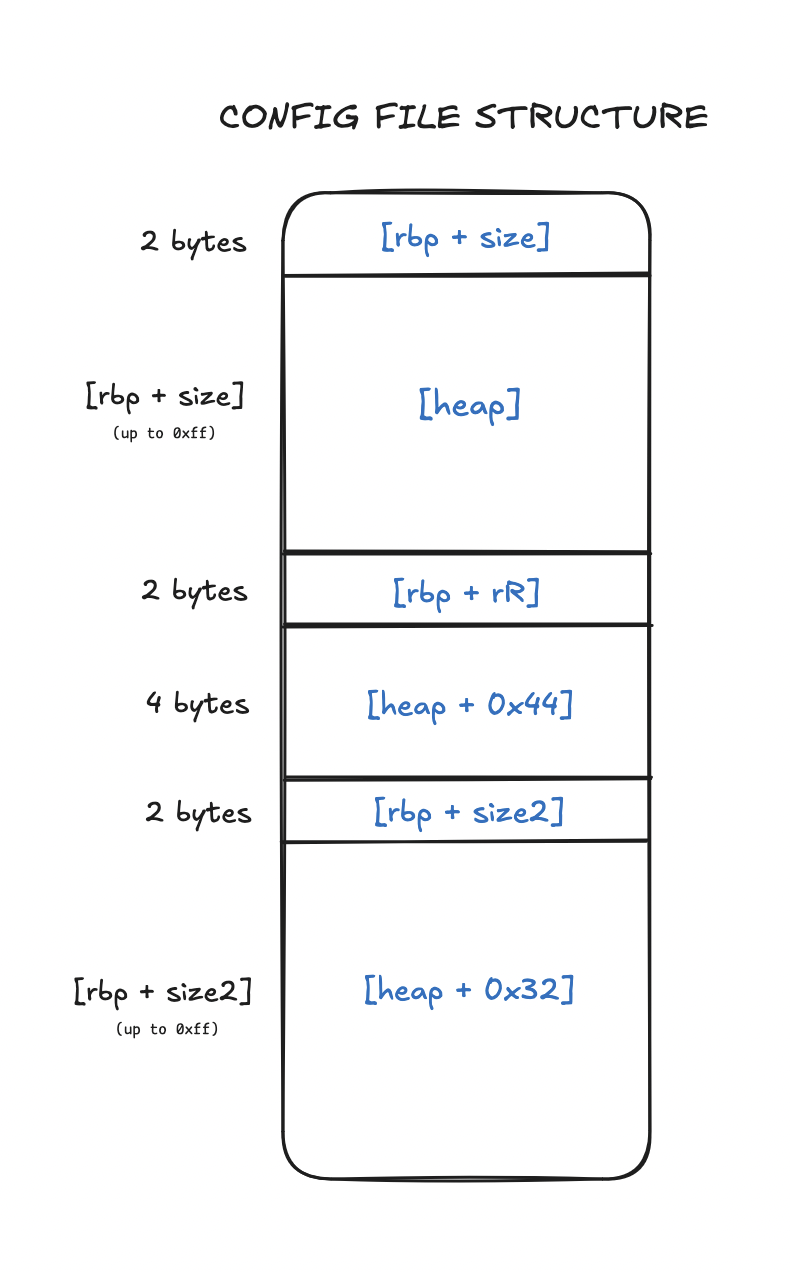 CONFIG FILE STRUCTURE
2 bytes
[rbp + size]
[rbp + size]
(up to 0xff)
[heap]
2 bytes
[rbp + rR]
4 bytes
[heap + 0x44]
2 bytes
[rbp + size2]
[rbp + size2]
(up to 0xff)
[heap + 0x32]